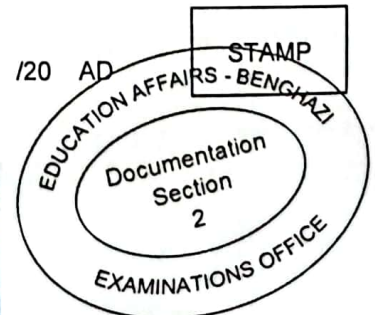 /20 AD
STAMP
EDUCATION AFFAIRS - BENGHAZI
Documentation
Section
2
EXAMINATIONS OFFICE